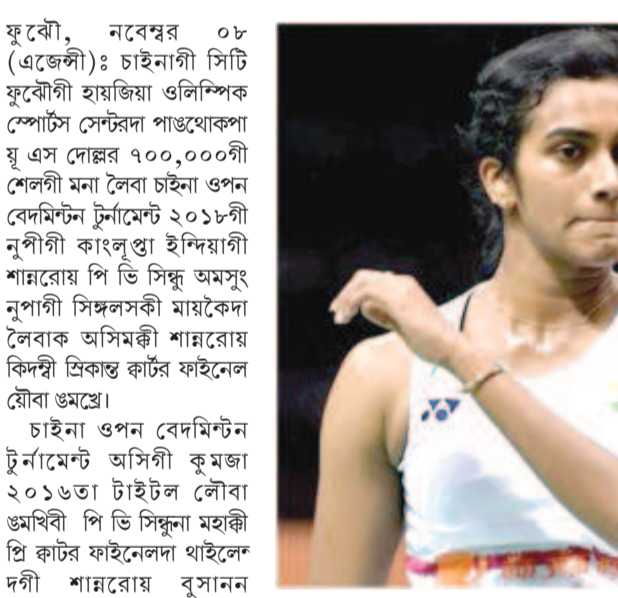 ফুঝৌ, নবেম্বর ০৮
(এজেন্সী)ঃ চাইনাগী সিটি
ফুঝৌগী হায়জিয়া ওলিম্পিক
স্পোর্টস সেন্টরদা পাঙথোকপা
য়ু এস দোল্লর ৭০০,০০০গী
শেলগী মনা লৈবা চাইনা ওপন
বেদমিন্টন টুর্নামেন্ট ২০১৮গী
নুপীগী কাংলূপ্তা ইন্দিয়াগী
শান্নরোয় পি ভি সিন্ধু অমসুং
নুপাগী সিঙ্গলসকী মায়কৈদা
লৈবাক অসিমক্কী শান্নরোয়
কিদম্বী স্রিকান্ত ক্বার্টর ফাইনেল
য়ৌবা ঙমখ্রে।
চাইনা ওপন বেদমিন্টন
টুর্নামেন্ট অসিগী কুমজা
২০১৬তা টাইটল লৌবা
ঙমখিবী পি ভি সিন্ধুনা মহাক্কী
প্রি ক্বাটর ফাইনেলদা থাইলেন্দ
দগী শান্নরোয় বুসানন